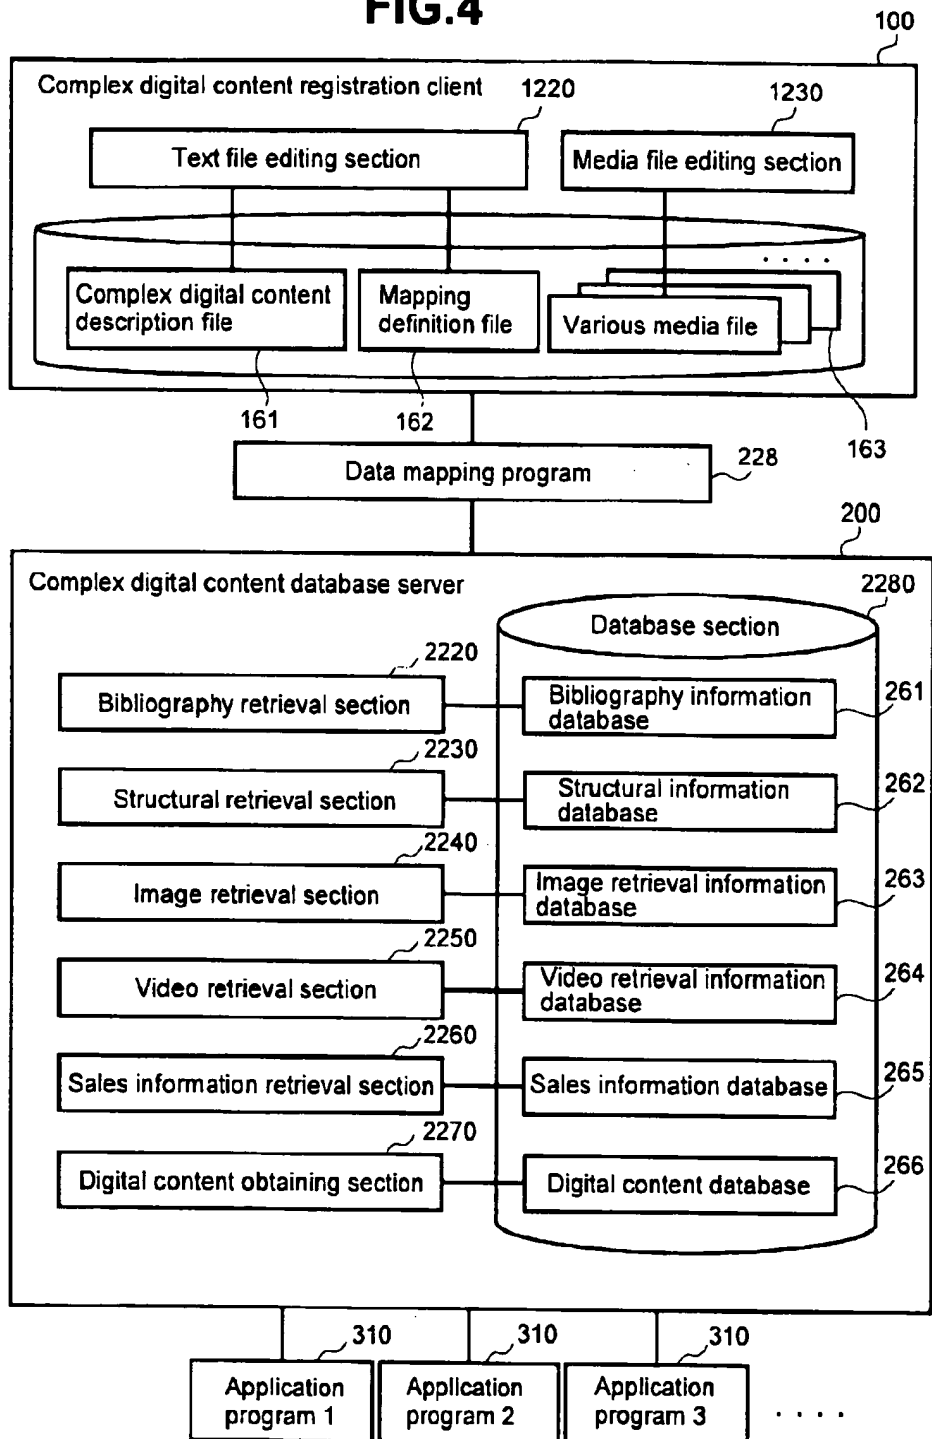 FIG.4
100
Complex digital content registration client
1220
1230
Text file editing section
Media file editing section
. . . .
Complex digital content
description file
Mapping
definition file
Various media file
161
162
163
Data mapping program
228
200
Complex digital content database server
2280
Database section
2220
Bibliography retrieval section
Bibliography information
database
261
2230
Structural retrieval section
Structural information
database
262
2240
Image retrieval section
Image retrieval information
database
263
2250
Video retrieval section
Video retrieval information
database
264
2260
Sales information retrieval section
Sales information database
265
2270
Digital content obtaining section
Digital content database
266
310
310
310
Application
program 1
Application
program 2
Application
program 3
. . . .